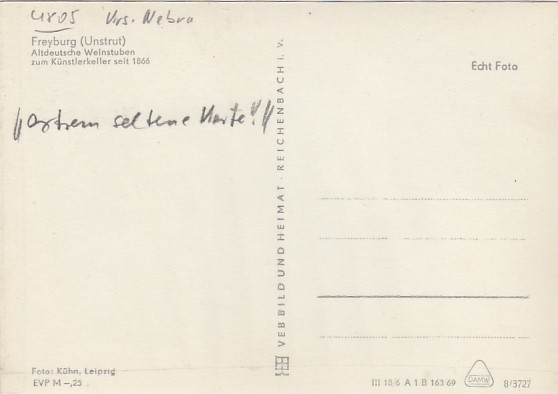 4805 Krs. Nebra
Freyburg (Unstrut)
Altdeutsche Weinstuben
zum Künstlerkeller seit 1866
Echt Foto
"extrem seltene Karte!"
VEB BILD UND HEIMAT · REICHENBACH i. V.
Foto: Kühn, Leipzig
EVP M –,25
III 18/6 A 1 B 163 69
DAMW
8/3727